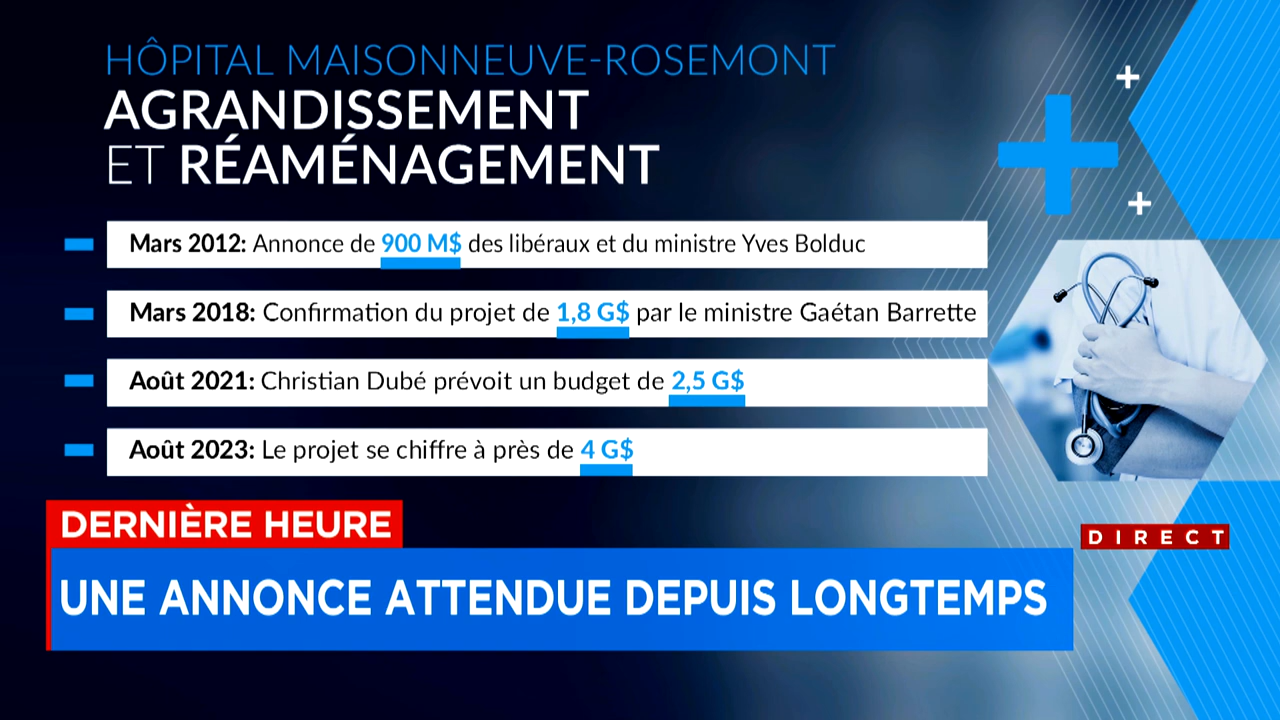 HÔPITAL MAISONNEUVE-ROSEMONT
AGRANDISSEMENT
ET RÉAMÉNAGEMENT
Mars 2012: Annonce de 900 M$ des libéraux et du ministre Yves Bolduc
Mars 2018: Confirmation du projet de 1,8 G$ par le ministre Gaétan Barrette
Août 2021: Christian Dubé prévoit un budget de 2,5 G$
Août 2023: Le projet se chiffre à près de 4 G$
DERNIÈRE HEURE
DIRECT
UNE ANNONCE ATTENDUE DEPUIS LONGTEMPS